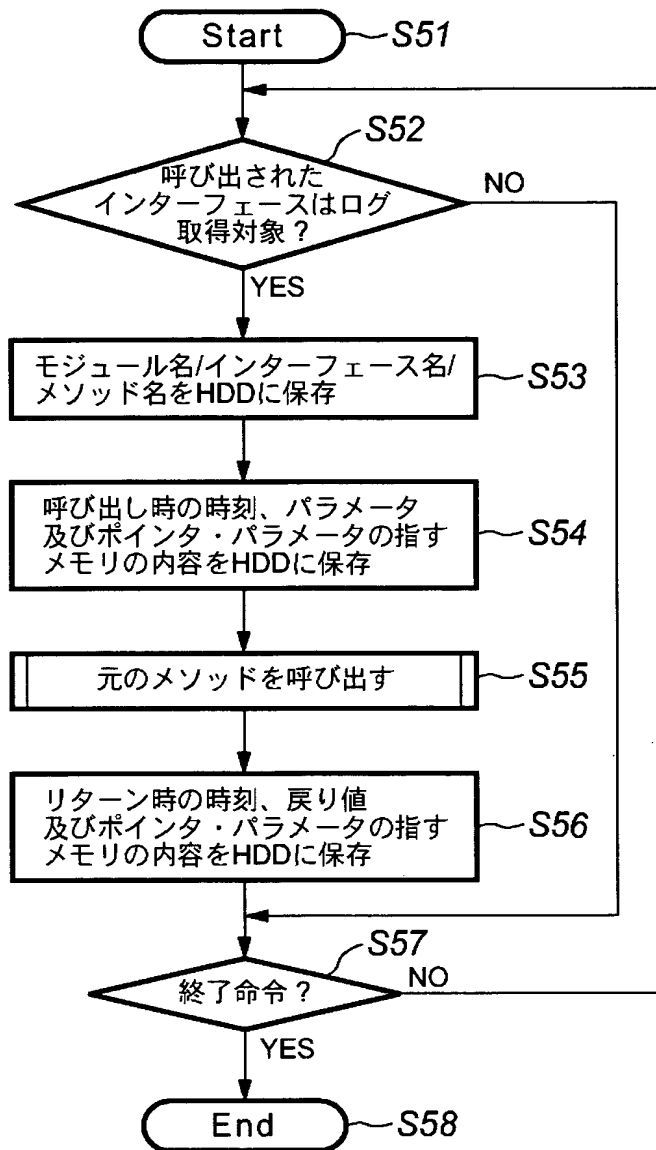 Start
S51
S52
呼び出された
インターフェースはログ
取得対象？
NO
YES
モジュール名/インターフェース名/
メソッド名をHDDに保存
S53
呼び出し時の時刻、パラメータ
及びポインタ・パラメータの指す
メモリの内容をHDDに保存
S54
元のメソッドを呼び出す
S55
リターン時の時刻、戻り値
及びポインタ・パラメータの指す
メモリの内容をHDDに保存
S56
S57
終了命令？
NO
YES
End
S58